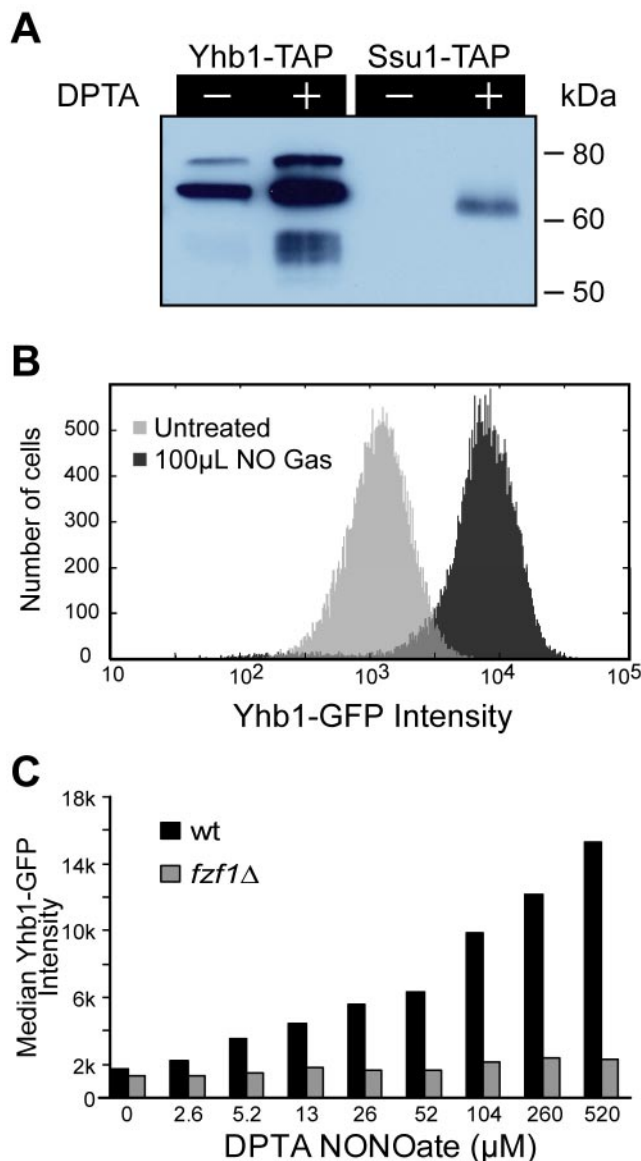 A
Yhb1-TAP Ssu1-TAP
DPTA − + − + kDa
80
60
50
B
Number of cells
500
400
300
200
100
0
Untreated
100µL NO Gas
10 10² 10³ 10⁴ 10⁵
Yhb1-GFP Intensity
C
Median Yhb1-GFP
Intensity
18k
14k
10k
6k
2k
0
wt
fzf1Δ
0 2.6 5.2 13 26 52 104 260 520
DPTA NONOate (µM)